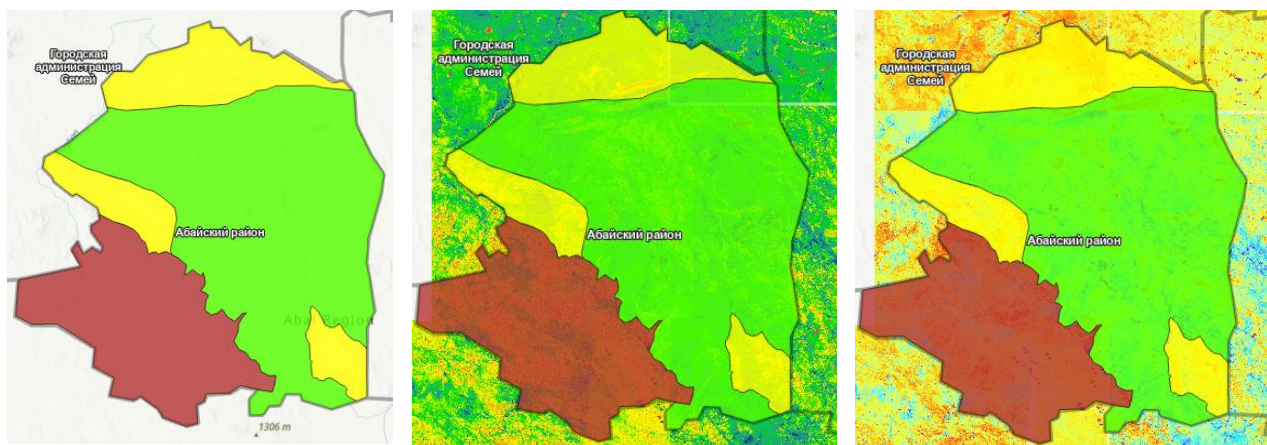 Городская
администрация
Семей
Абайский район
Abai Region
1306 m
Городская
администрация
Семей
Абайский район
Городская
администрация
Семей
Абайский район